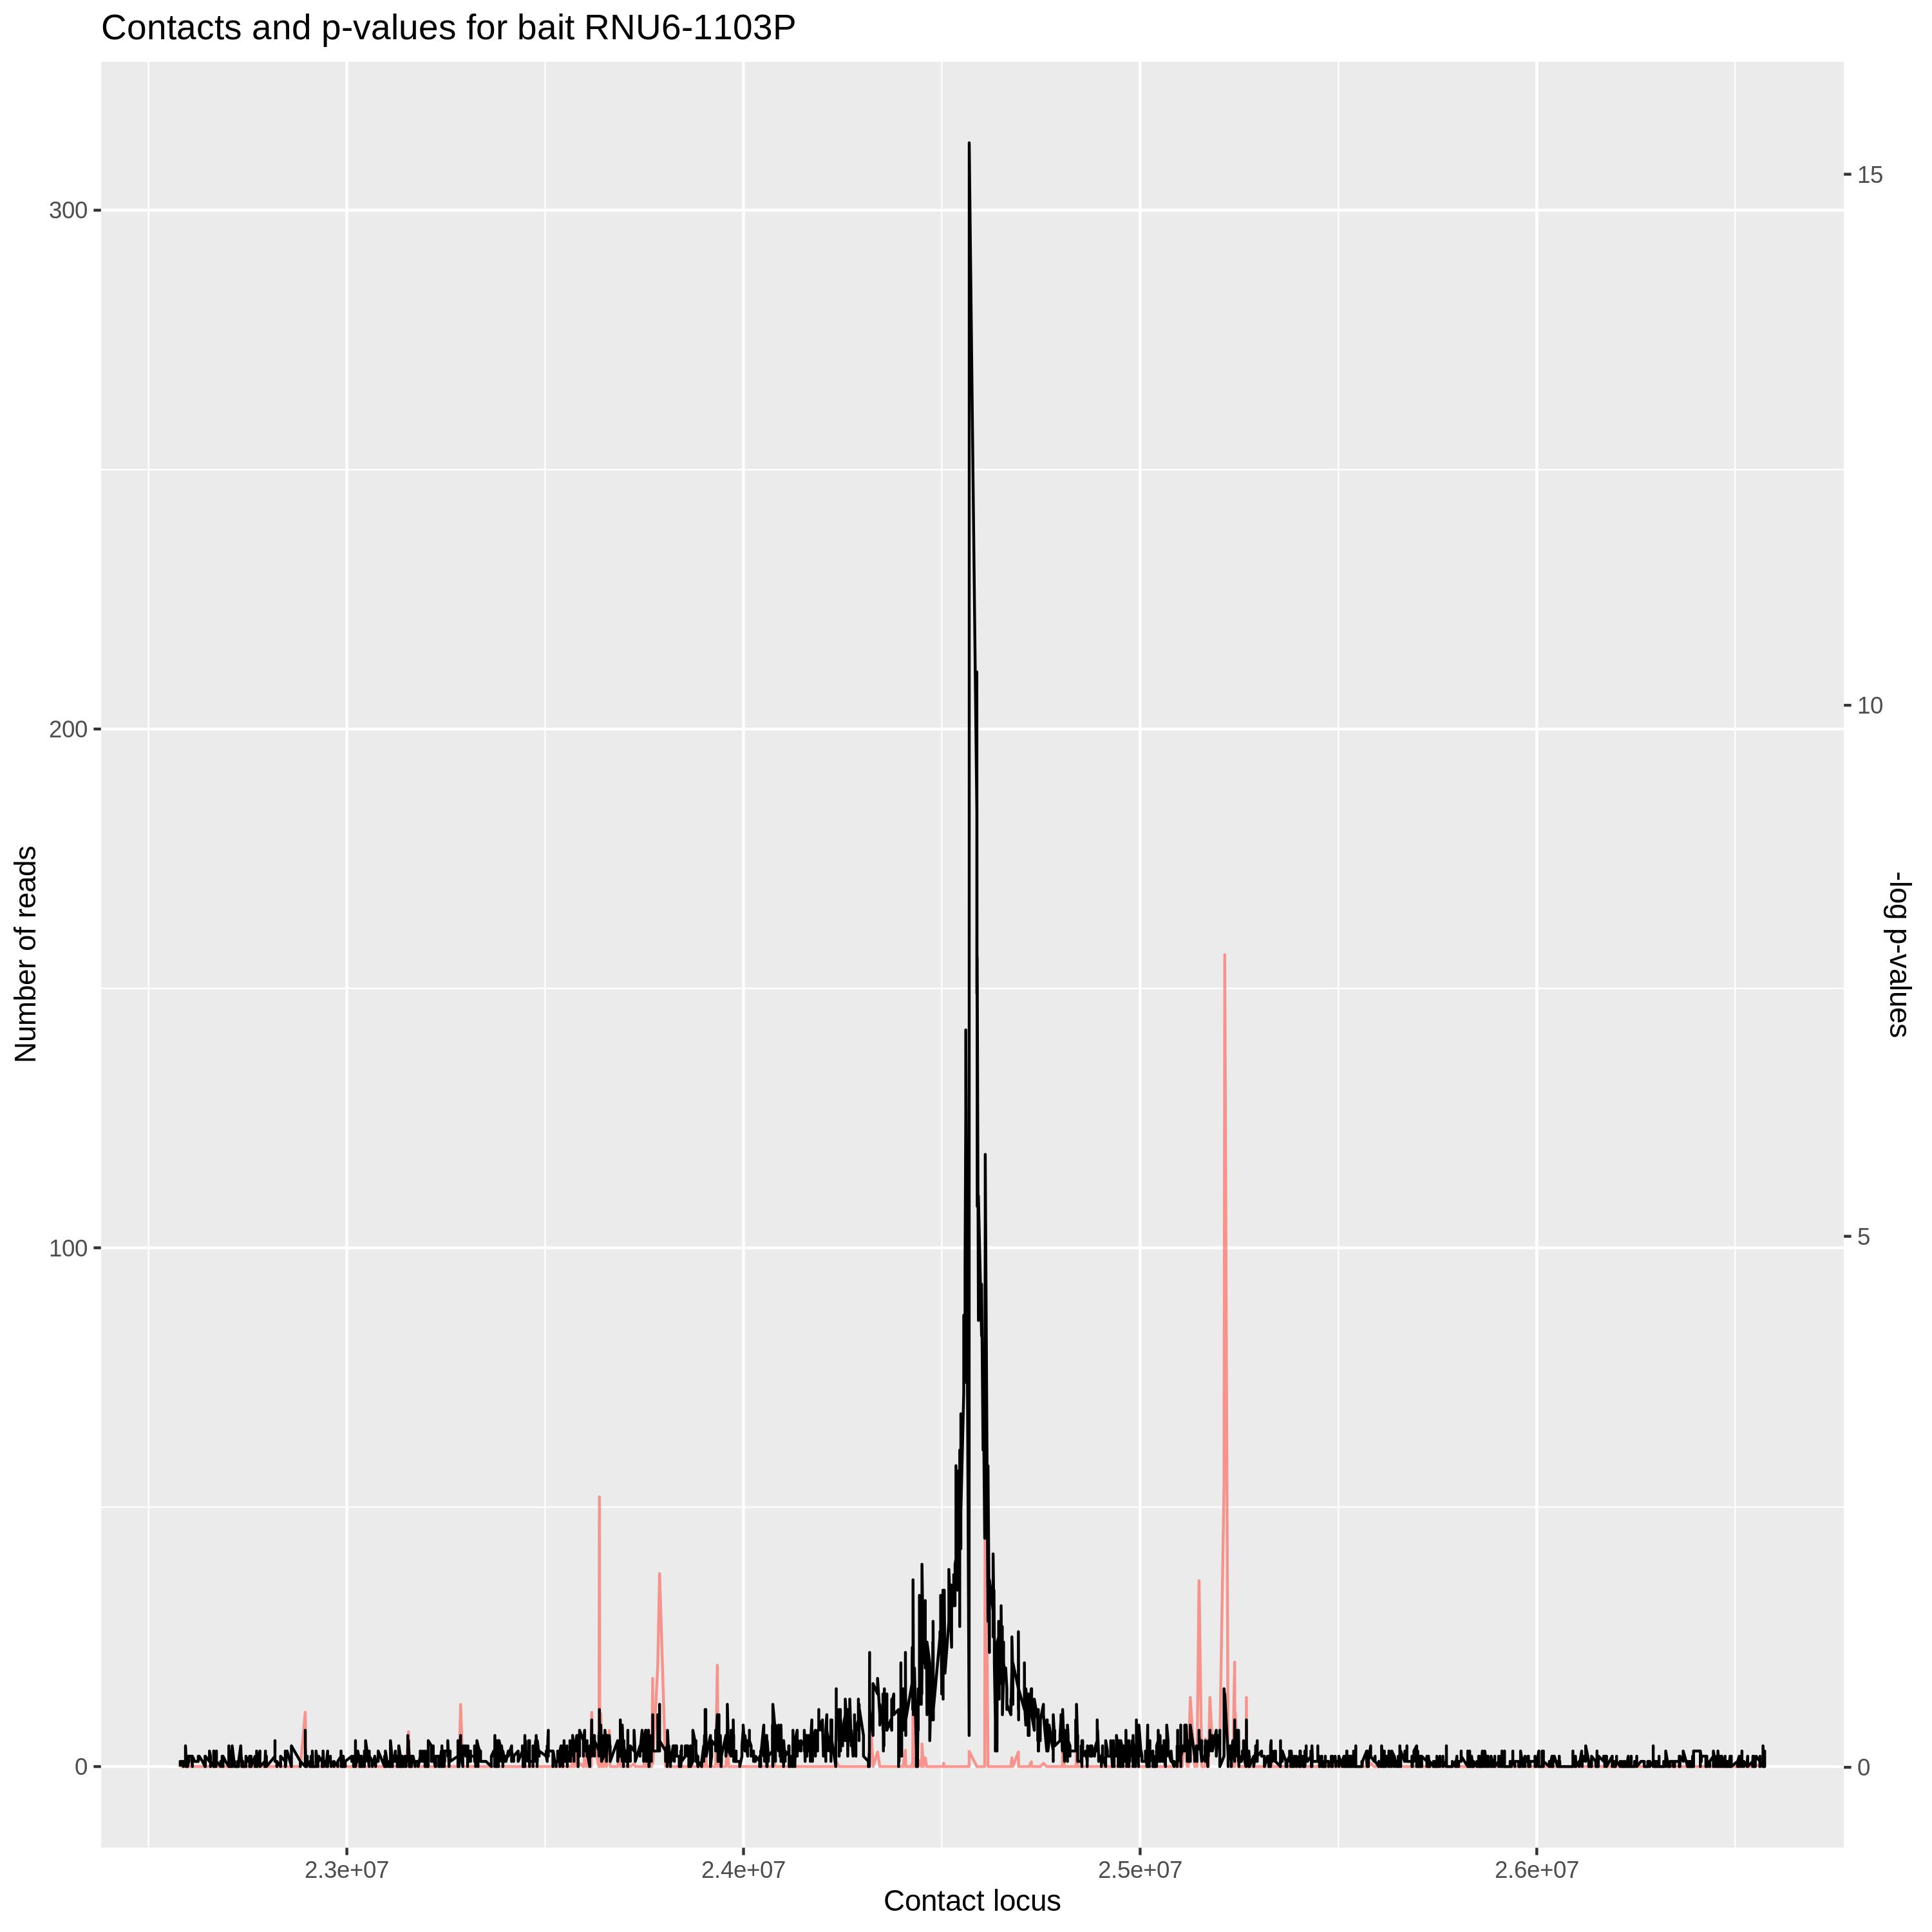 Contacts and p-values for bait RNU6-1103P
300
200
100
0
15
10
5
0
Number of reads
-log p-values
2.3e+07 2.4e+07 2.5e+07 2.6e+07
Contact locus